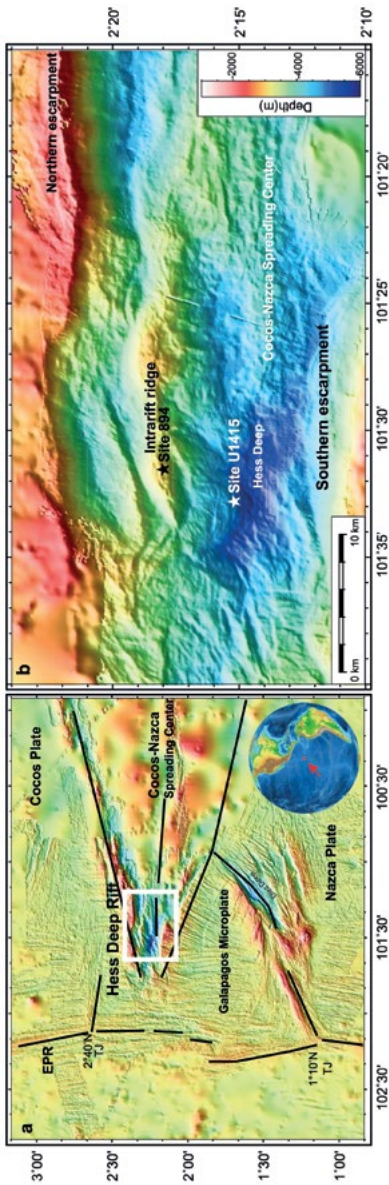 a
3°00'
2°30'
2°00'
1°30'
1°00'
102°30'
101°30'
100°30'
EPR
2°40'N
TJ
Hess Deep Rift
Cocos Plate
Cocos-Nazca
Spreading Center
Galapagos Microplate
Nazca Plate
1°10'N
TJ
b
Northern escarpment
Intrarift ridge
Site 894
Site U1415
Hess Deep
Cocos-Nazca Spreading Center
Southern escarpment
0 km
10 km
Depth(m)
-2000
-4000
-6000
2°20'
2°15'
2°10'
101°35'
101°30'
101°25'
101°20'